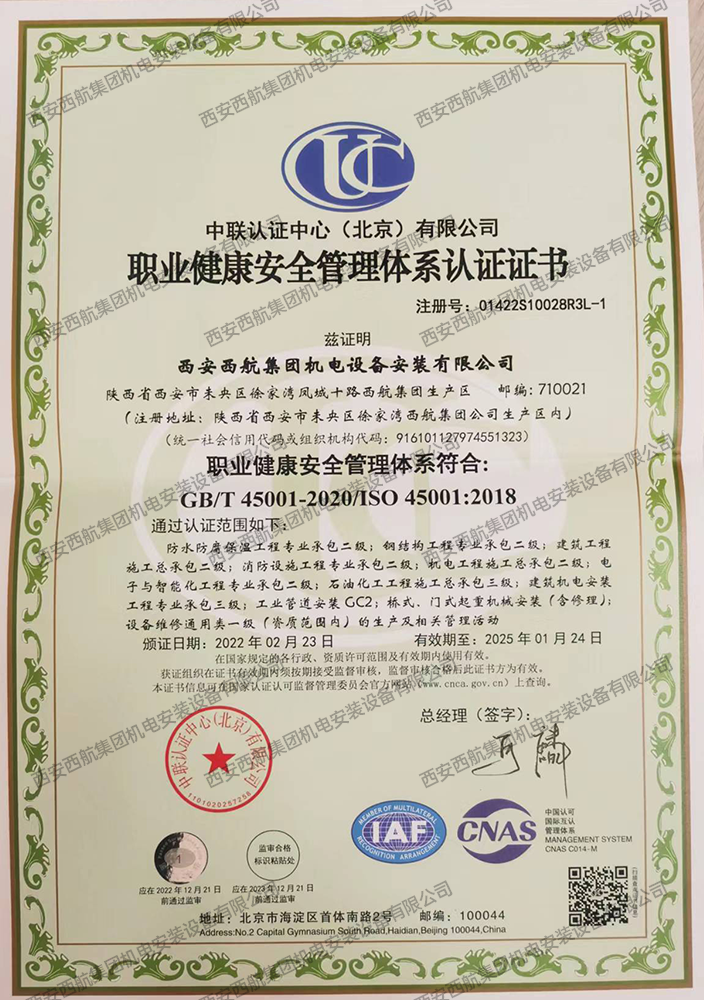 UC
中联认证中心（北京）有限公司
职业健康安全管理体系认证证书
注册号：01422S10028R3L-1
兹证明
西安西航集团机电设备安装有限公司
陕西省西安市未央区徐家湾凤城十路西航集团生产区 邮编：710021
（注册地址：陕西省西安市未央区徐家湾西航集团公司生产区内）
（统一社会信用代码或组织机构代码：916101127974551323）
职业健康安全管理体系符合：
GB/T 45001-2020/ISO 45001:2018
通过认证范围如下：
防水防腐保温工程专业承包二级；钢结构工程专业承包二级；建筑工程
施工总承包二级；消防设施工程专业承包二级；机电工程施工总承包二级；电
子与智能化工程专业承包二级；石油化工工程施工总承包三级；建筑机电安装
工程专业承包三级；工业管道安装 GC2；桥式、门式起重机械安装（含修理）；
设备维修通用类一级（资质范围内）的生产及相关管理活动
颁证日期：2022 年 02 月 23 日 有效期至：2025 年 01 月 24 日
在国家规定的各行政、资质许可范围及有效期内使用有效。
获证组织在证书有效期内须按期接受监督审核，监督审核合格后此证书方为有效。
本证书信息可在国家认证认可监督管理委员会官方网站（www.cnca.gov.cn）上查询。
总经理（签字）：
中联认证中心（北京）有限公司
1101020257258
MEMBER OF MULTILATERAL
IAF
RECOGNITION ARRANGEMENT
CNAS
中国认可
国际互认
管理体系
MANAGEMENT SYSTEM
CNAS C014-M
监审合格
标识粘贴处
应在 2022 年 12 月 21 日
前通过监审
应在 2023 年 12 月 21 日
前通过监审
地址：北京市海淀区首体南路2号 邮编：100044
Address:No.2 Capital Gymnasium South Road,Haidian,Beijing 100044,China
西安西航集团机电安装设备有限公司